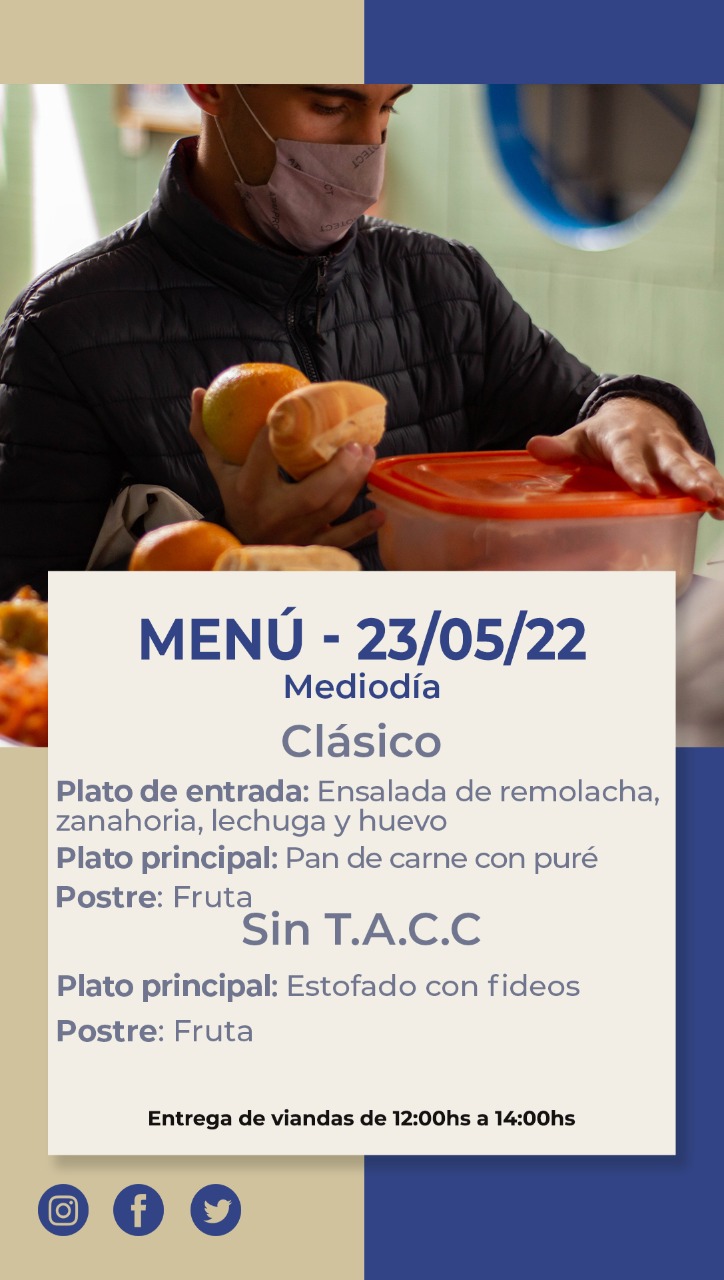 MENÚ - 23/05/22
Mediodía
Clásico
Plato de entrada: Ensalada de remolacha,
zanahoria, lechuga y huevo
Plato principal: Pan de carne con puré
Postre: Fruta
Sin T.A.C.C
Plato principal: Estofado con fideos
Postre: Fruta
Entrega de viandas de 12:00hs a 14:00hs